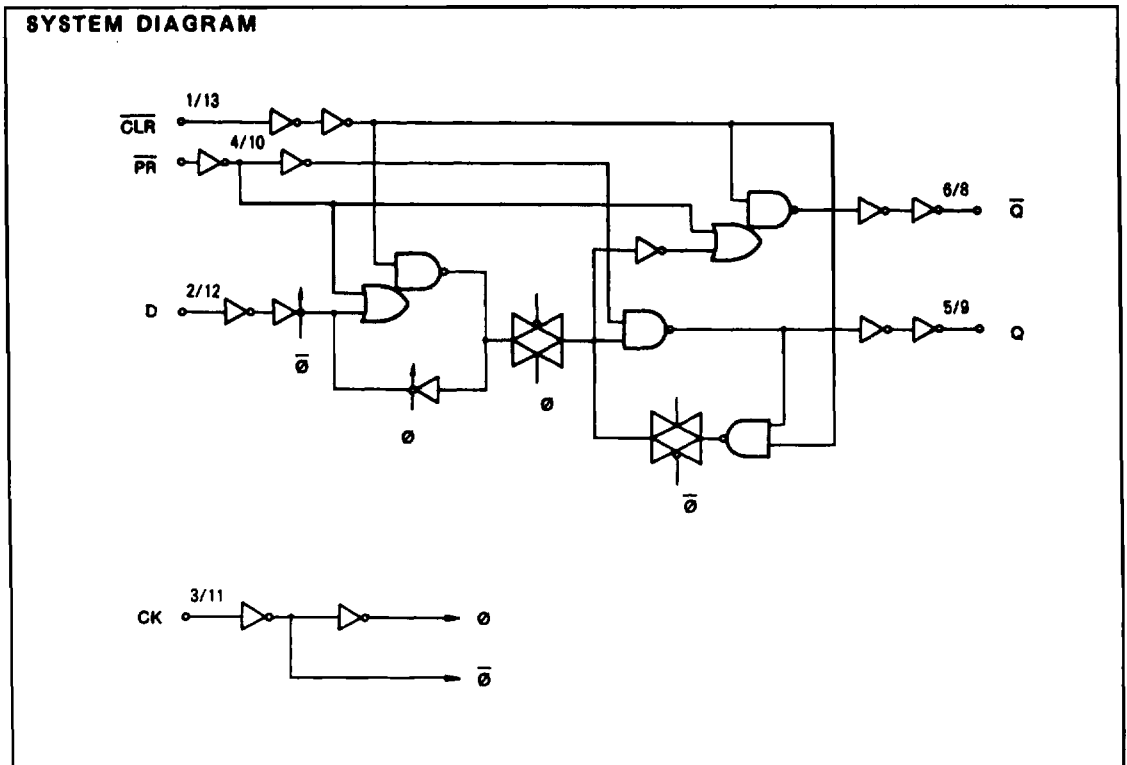 SYSTEM DIAGRAM
1/13
CLR̅
4/10
PR̅
6/8
Q̅
2/12
D
5/9
Q
Ø̅
Ø
Ø
Ø̅
3/11
CK
Ø
Ø̅